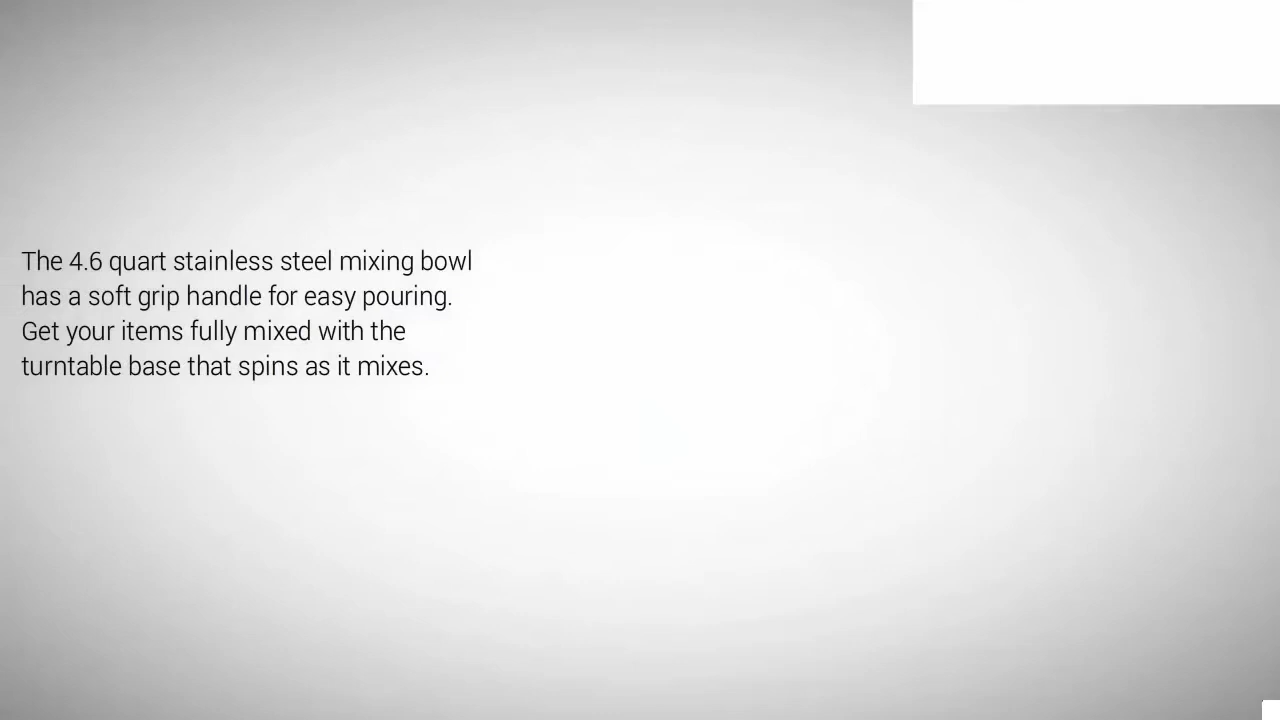 The 4.6 quart stainless steel mixing bowl
has a soft grip handle for easy pouring.
Get your items fully mixed with the
turntable base that spins as it mixes.